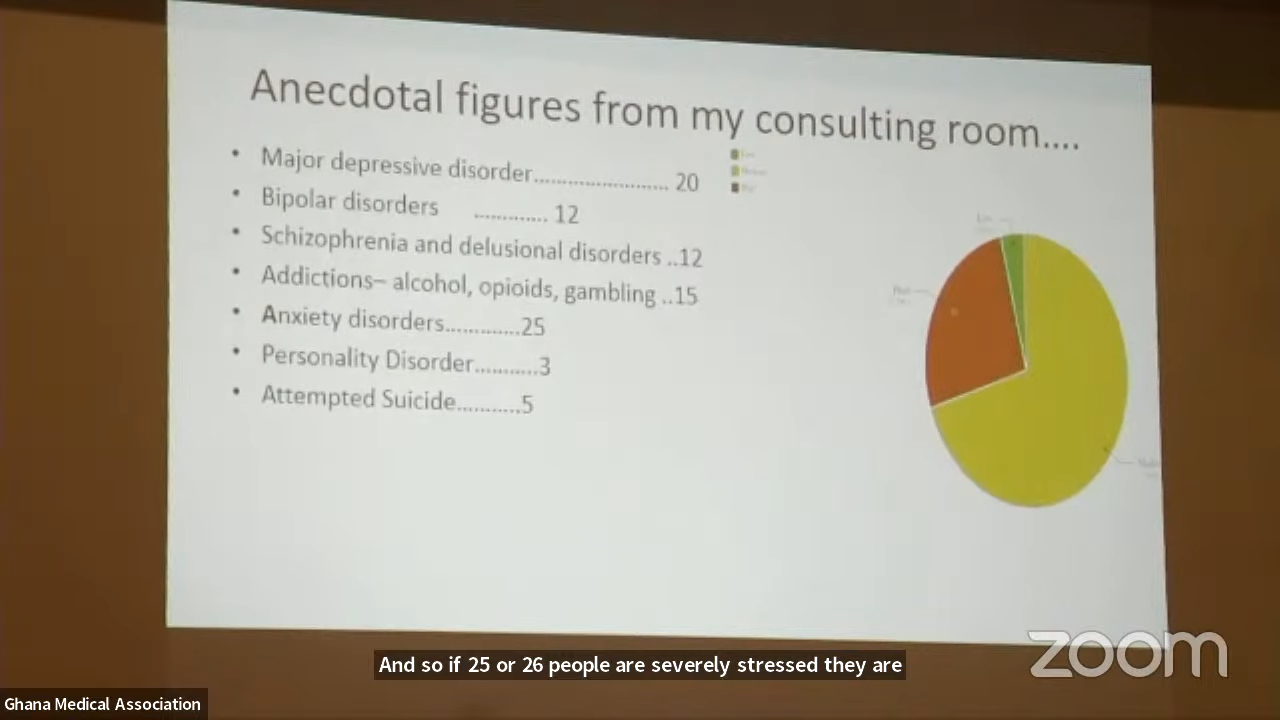 Anecdotal figures from my consulting room....
• Major depressive disorder......................... 20
• Bipolar disorders ............. 12
• Schizophrenia and delusional disorders ..12
• Addictions– alcohol, opioids, gambling ..15
• Anxiety disorders.............25
• Personality Disorder...........3
• Attempted Suicide...........5
And so if 25 or 26 people are severely stressed they are
zoom
Ghana Medical Association